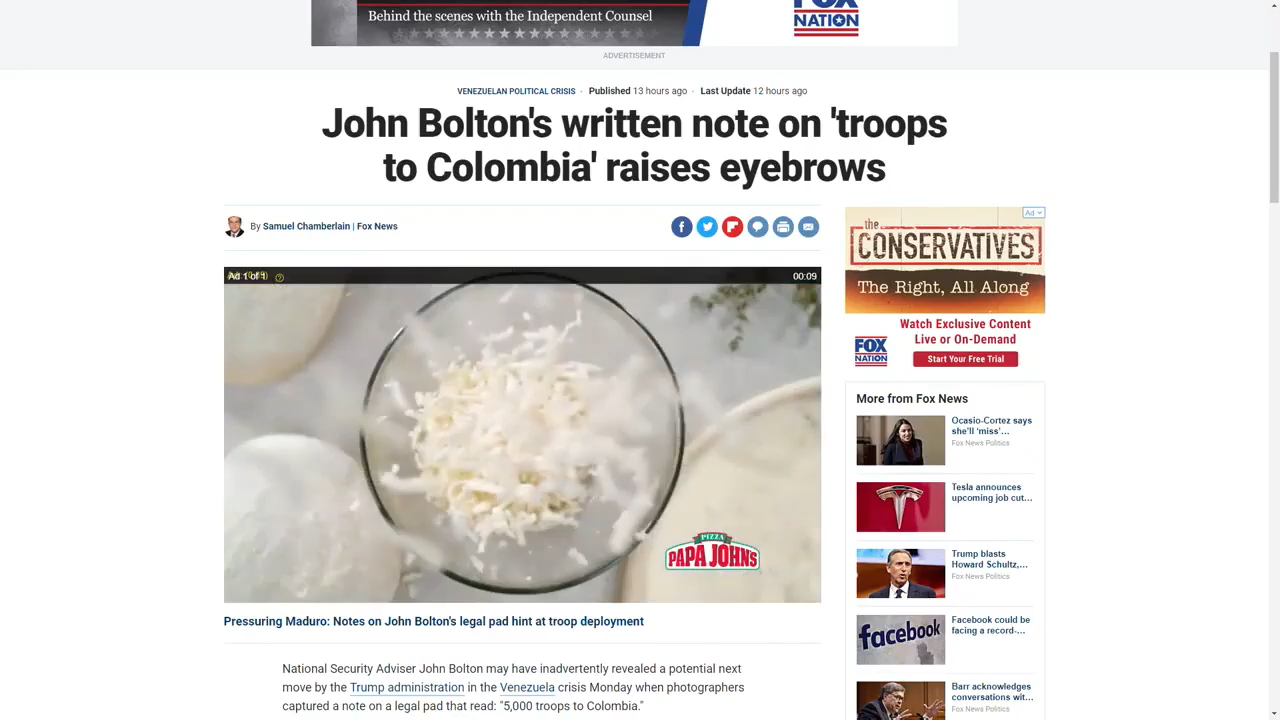 Behind the scenes with the Independent Counsel
FOX
NATION
ADVERTISEMENT
VENEZUELAN POLITICAL CRISIS · Published 13 hours ago · Last Update 12 hours ago
John Bolton's written note on 'troops
to Colombia' raises eyebrows
By Samuel Chamberlain | Fox News
Ad
the
CONSERVATIVES
The Right, All Along
Watch Exclusive Content
Live or On-Demand
FOX
NATION
Start Your Free Trial
Ad 1 of 1
00:09
PIZZA
PAPA JOHNS
More from Fox News
Ocasio-Cortez says
she'll 'miss'…
Fox News Politics
Tesla announces
upcoming job cut…
Trump blasts
Howard Schultz,…
Fox News Politics
facebook
Facebook could be
facing a record-…
Barr acknowledges
conversations wit…
Fox News Politics
Pressuring Maduro: Notes on John Bolton's legal pad hint at troop deployment
National Security Adviser John Bolton may have inadvertently revealed a potential next
move by the Trump administration in the Venezuela crisis Monday when photographers
captured a note on a legal pad that read: "5,000 troops to Colombia."